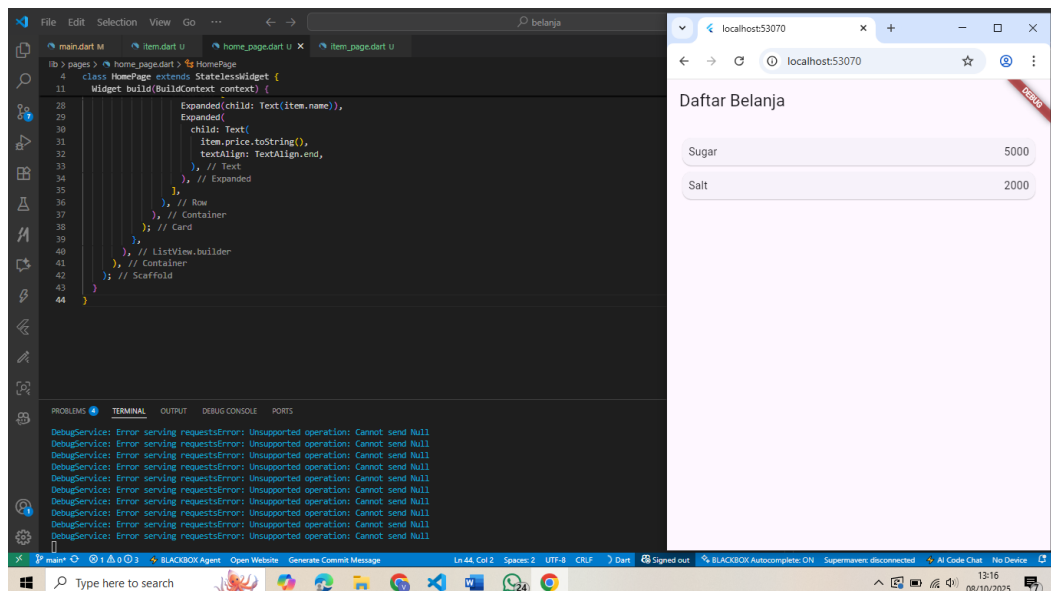 File Edit Selection View Go ··· ← → belanja
main.dart M item.dart U home_page.dart U × item_page.dart U
lib > pages > home_page.dart > HomePage
4 class HomePage extends StatelessWidget {
11 Widget build(BuildContext context) {
28 Expanded(child: Text(item.name)),
29 Expanded(
30 child: Text(
31 item.price.toString(),
32 textAlign: TextAlign.end,
33 ), // Text
34 ), // Expanded
35 ],
36 ), // Row
37 ), // Container
38 ); // Card
39 },
40 ), // ListView.builder
41 ), // Container
42 ); // Scaffold
43 }
44 }
PROBLEMS 4 TERMINAL OUTPUT DEBUG CONSOLE PORTS
DebugService: Error serving requestsError: Unsupported operation: Cannot send Null
DebugService: Error serving requestsError: Unsupported operation: Cannot send Null
DebugService: Error serving requestsError: Unsupported operation: Cannot send Null
DebugService: Error serving requestsError: Unsupported operation: Cannot send Null
DebugService: Error serving requestsError: Unsupported operation: Cannot send Null
DebugService: Error serving requestsError: Unsupported operation: Cannot send Null
DebugService: Error serving requestsError: Unsupported operation: Cannot send Null
DebugService: Error serving requestsError: Unsupported operation: Cannot send Null
DebugService: Error serving requestsError: Unsupported operation: Cannot send Null
DebugService: Error serving requestsError: Unsupported operation: Cannot send Null
localhost:53070
localhost:53070
DEBUG
Daftar Belanja
Sugar 5000
Salt 2000
main* 1 0 3 BLACKBOX Agent Open Website Generate Commit Message Ln 44, Col 2 Spaces: 2 UTF-8 CRLF Dart Signed out BLACKBOX Autocomplete: ON Supermaven: disconnected AI Code Chat No Device
Type here to search 24 13:16
08/10/2025 7